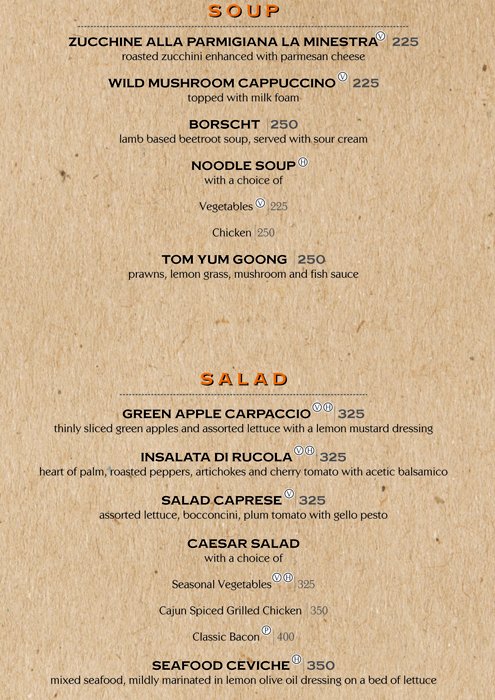 SOUP
ZUCCHINE ALLA PARMIGIANA LA MINESTRA Ⓥ 225
roasted zucchini enhanced with parmesan cheese
WILD MUSHROOM CAPPUCCINO Ⓥ 225
topped with milk foam
BORSCHT 250
lamb based beetroot soup, served with sour cream
NOODLE SOUP Ⓗ
with a choice of
Vegetables Ⓥ 225
Chicken 250
TOM YUM GOONG 250
prawns, lemon grass, mushroom and fish sauce
SALAD
GREEN APPLE CARPACCIO Ⓥ Ⓗ 325
thinly sliced green apples and assorted lettuce with a lemon mustard dressing
INSALATA DI RUCOLA Ⓥ Ⓗ 325
heart of palm, roasted peppers, artichokes and cherry tomato with acetic balsamico
SALAD CAPRESE Ⓥ 325
assorted lettuce, bocconcini, plum tomato with gello pesto
CAESAR SALAD
with a choice of
Seasonal Vegetables Ⓥ Ⓗ 325
Cajun Spiced Grilled Chicken 350
Classic Bacon Ⓟ 400
SEAFOOD CEVICHE Ⓗ 350
mixed seafood, mildly marinated in lemon olive oil dressing on a bed of lettuce